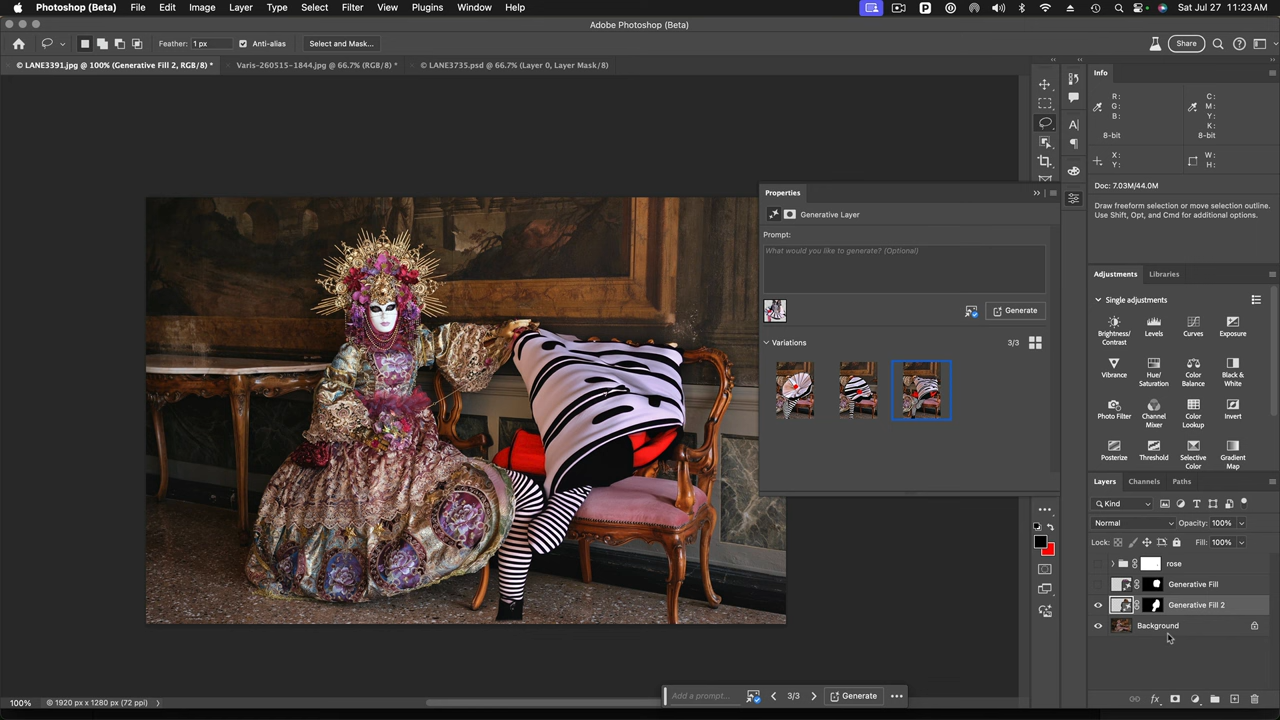 Photoshop (Beta) File Edit Image Layer Type Select Filter View Plugins Window Help Sat Jul 27 11:23 AM
Adobe Photoshop (Beta)
Feather: 1 px Anti-alias Select and Mask... Share
© LANE3391.jpg @ 100% (Generative Fill 2, RGB/8) * Varis-260515-1844.jpg @ 66.7% (RGB/8) * © LANE3735.psd @ 66.7% (Layer 0, Layer Mask/8)
Info
R: C:
G: M:
B: Y:
K:
8-bit 8-bit
X: W:
Y: H:
Doc: 7.03M/44.0M
Draw freeform selection or move selection outline.
Use Shift, Opt, and Cmd for additional options.
Properties
Generative Layer
Prompt:
What would you like to generate? (Optional)
Generate
Variations 3/3
Adjustments Libraries
Single adjustments
Brightness/ Levels Curves Exposure
Contrast
Vibrance Hue/ Color Black &
Saturation Balance White
Photo Filter Channel Color Invert
Mixer Lookup
Posterize Threshold Selective Gradient
Color Map
Layers Channels Paths
Kind
Normal Opacity: 100%
Lock: Fill: 100%
rose
Generative Fill
Generative Fill 2
Background
Add a prompt... 3/3 Generate
100% © 1920 px x 1280 px (72 ppi)